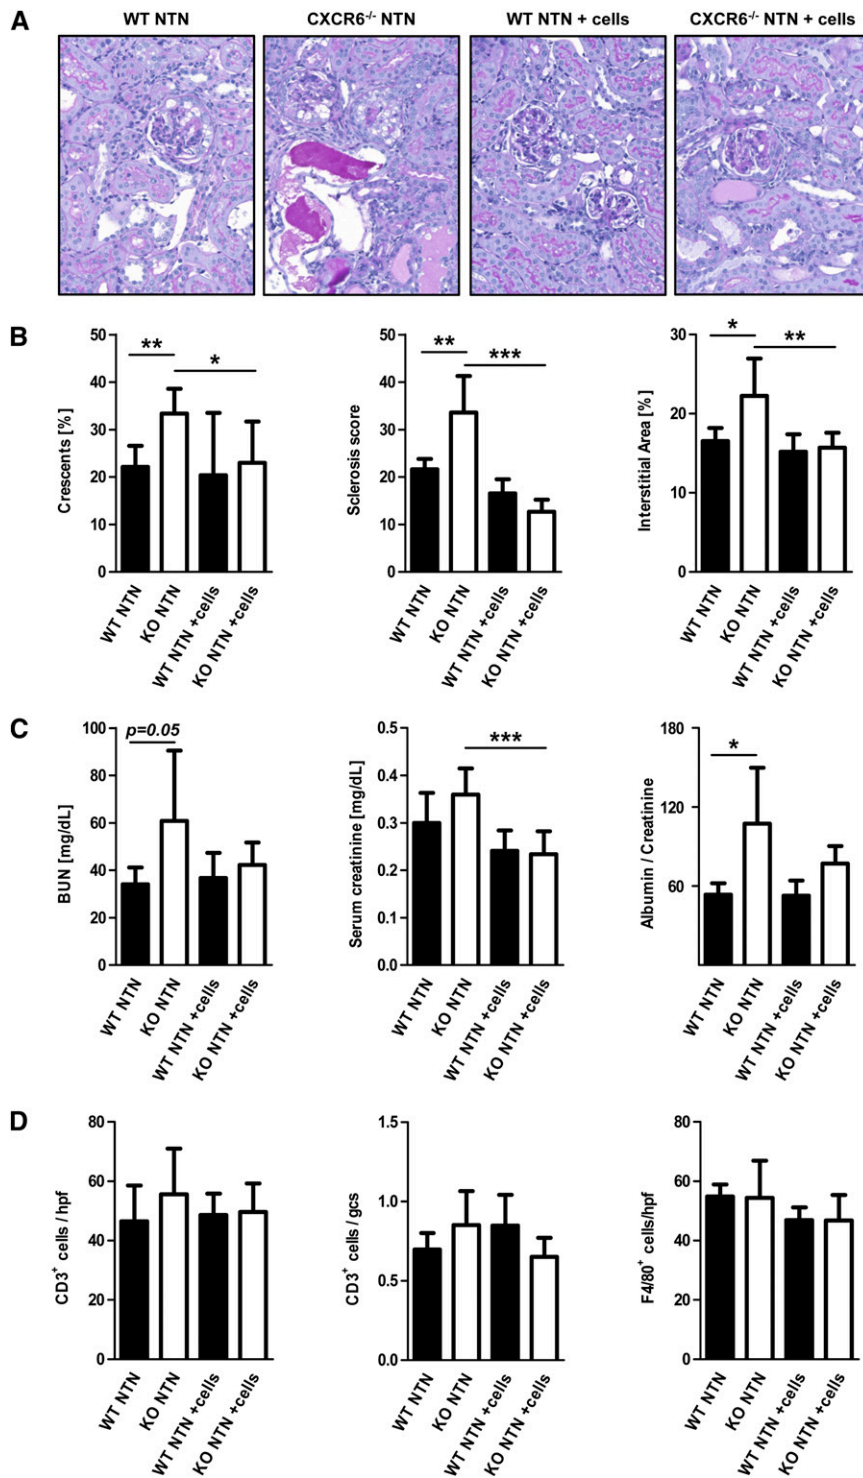 A
WT NTN
CXCR6-/- NTN
WT NTN + cells
CXCR6-/- NTN + cells
B
Crescents [%]
50
40
30
20
10
0
**
*
WT NTN
KO NTN
WT NTN +cells
KO NTN +cells
Sclerosis score
50
40
30
20
10
0
**
***
WT NTN
KO NTN
WT NTN +cells
KO NTN +cells
Interstitial Area [%]
30
20
10
0
*
**
WT NTN
KO NTN
WT NTN +cells
KO NTN +cells
C
BUN [mg/dL]
100
80
60
40
20
0
p=0.05
WT NTN
KO NTN
WT NTN +cells
KO NTN +cells
Serum creatinine [mg/dL]
0.5
0.4
0.3
0.2
0.1
0.0
***
WT NTN
KO NTN
WT NTN +cells
KO NTN +cells
Albumin / Creatinine
180
120
60
*
WT NTN
KO NTN
WT NTN +cells
KO NTN +cells
D
CD3+ cells / hpf
80
60
40
20
0
WT NTN
KO NTN
WT NTN +cells
KO NTN +cells
CD3+ cells / gcs
1.5
1.0
0.5
0.0
WT NTN
KO NTN
WT NTN +cells
KO NTN +cells
F4/80+ cells/hpf
80
60
40
20
0
WT NTN
KO NTN
WT NTN +cells
KO NTN +cells